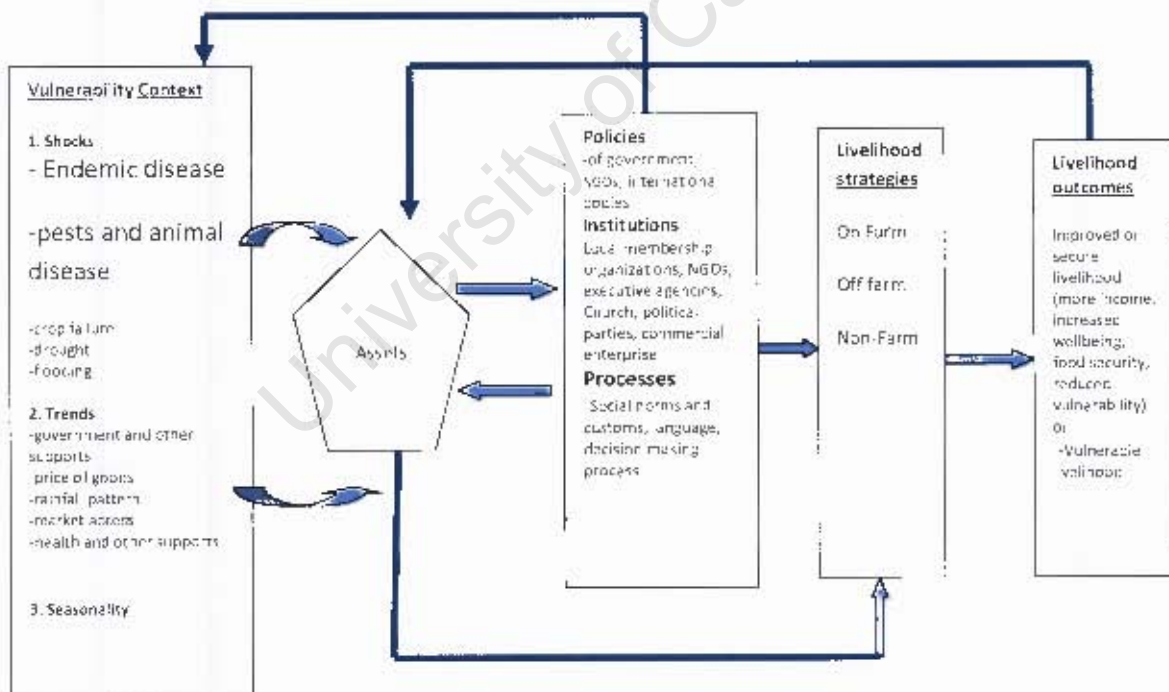 University of Ca
Vulnerability Context
1. Shocks
- Endemic disease
-pests and animal
disease
-crop failure
-drought
-flooding
2. Trends
-government and other
supports
price of goods
-rainfall pattern
-market access
-health and other supports
3. Seasonality
Assets
Policies
-of government,
NGOs, international
bodies
Institutions
Local membership
organizations, NGOs,
executive agencies,
Church, political
parties, commercial
enterprise
Processes
Social norms and
customs, language,
decision making
process
Livelihood
strategies
On Farm
Off farm
Non-Farm
Livelihood
outcomes
Improved or
secure
livelihood
(more income,
increased
wellbeing,
food security,
reduced
vulnerability)
or
-Vulnerable
livelihood